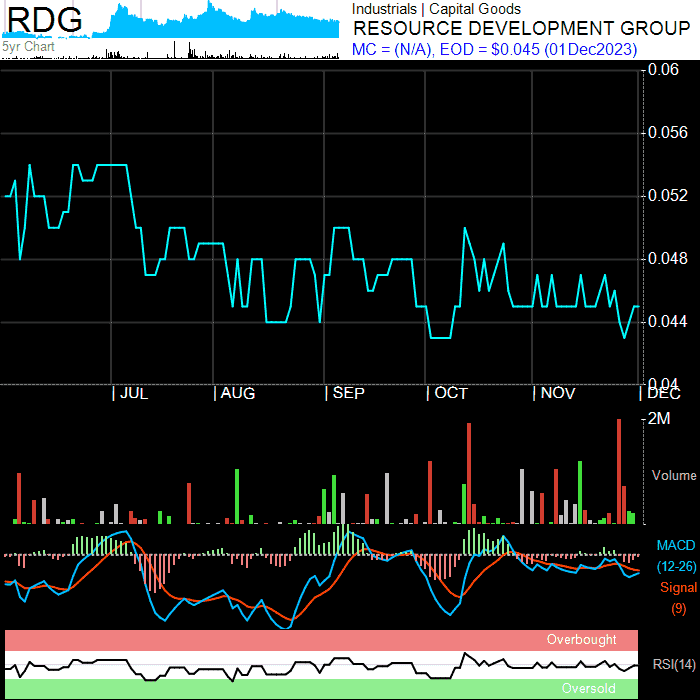 RDG
5yr Chart
Industrials | Capital Goods
RESOURCE DEVELOPMENT GROUP
MC = (N/A), EOD = $0.045 (01Dec2023)
0.06
0.056
0.052
0.048
0.044
0.04
JUL AUG SEP OCT NOV DEC
2M
Volume
MACD
(12-26)
Signal
(9)
Overbought
RSI(14)
Oversold